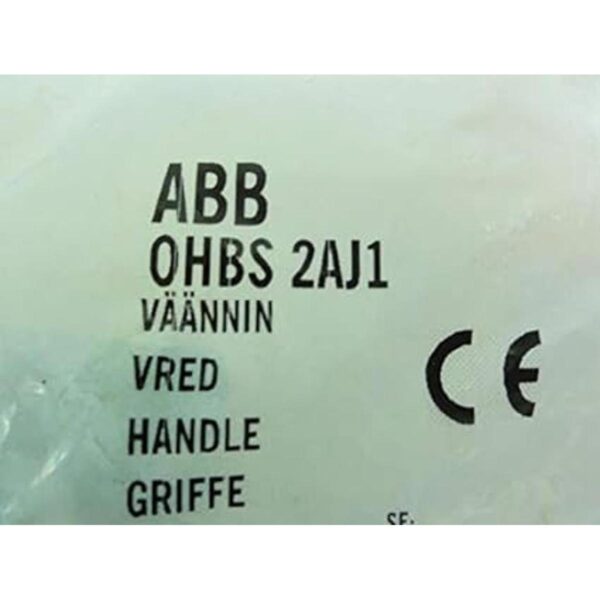 ABB
OHBS 2AJ1
VÄÄNNIN
VRED
HANDLE
GRIFFE
CE